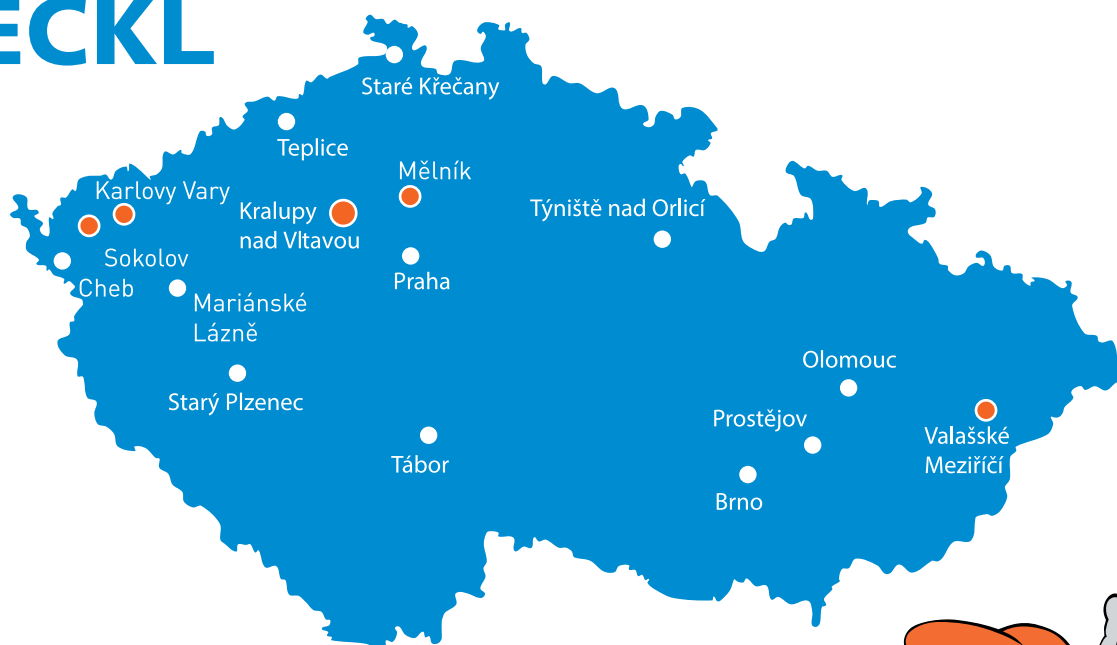 ECKL
Staré Křečany
Teplice
Mělník
Karlovy Vary
Kralupy
nad Vltavou
Týniště nad Orlicí
Sokolov
Cheb
Praha
Mariánské
Lázně
Olomouc
Starý Plzenec
Prostějov
Valašské
Meziříčí
Tábor
Brno